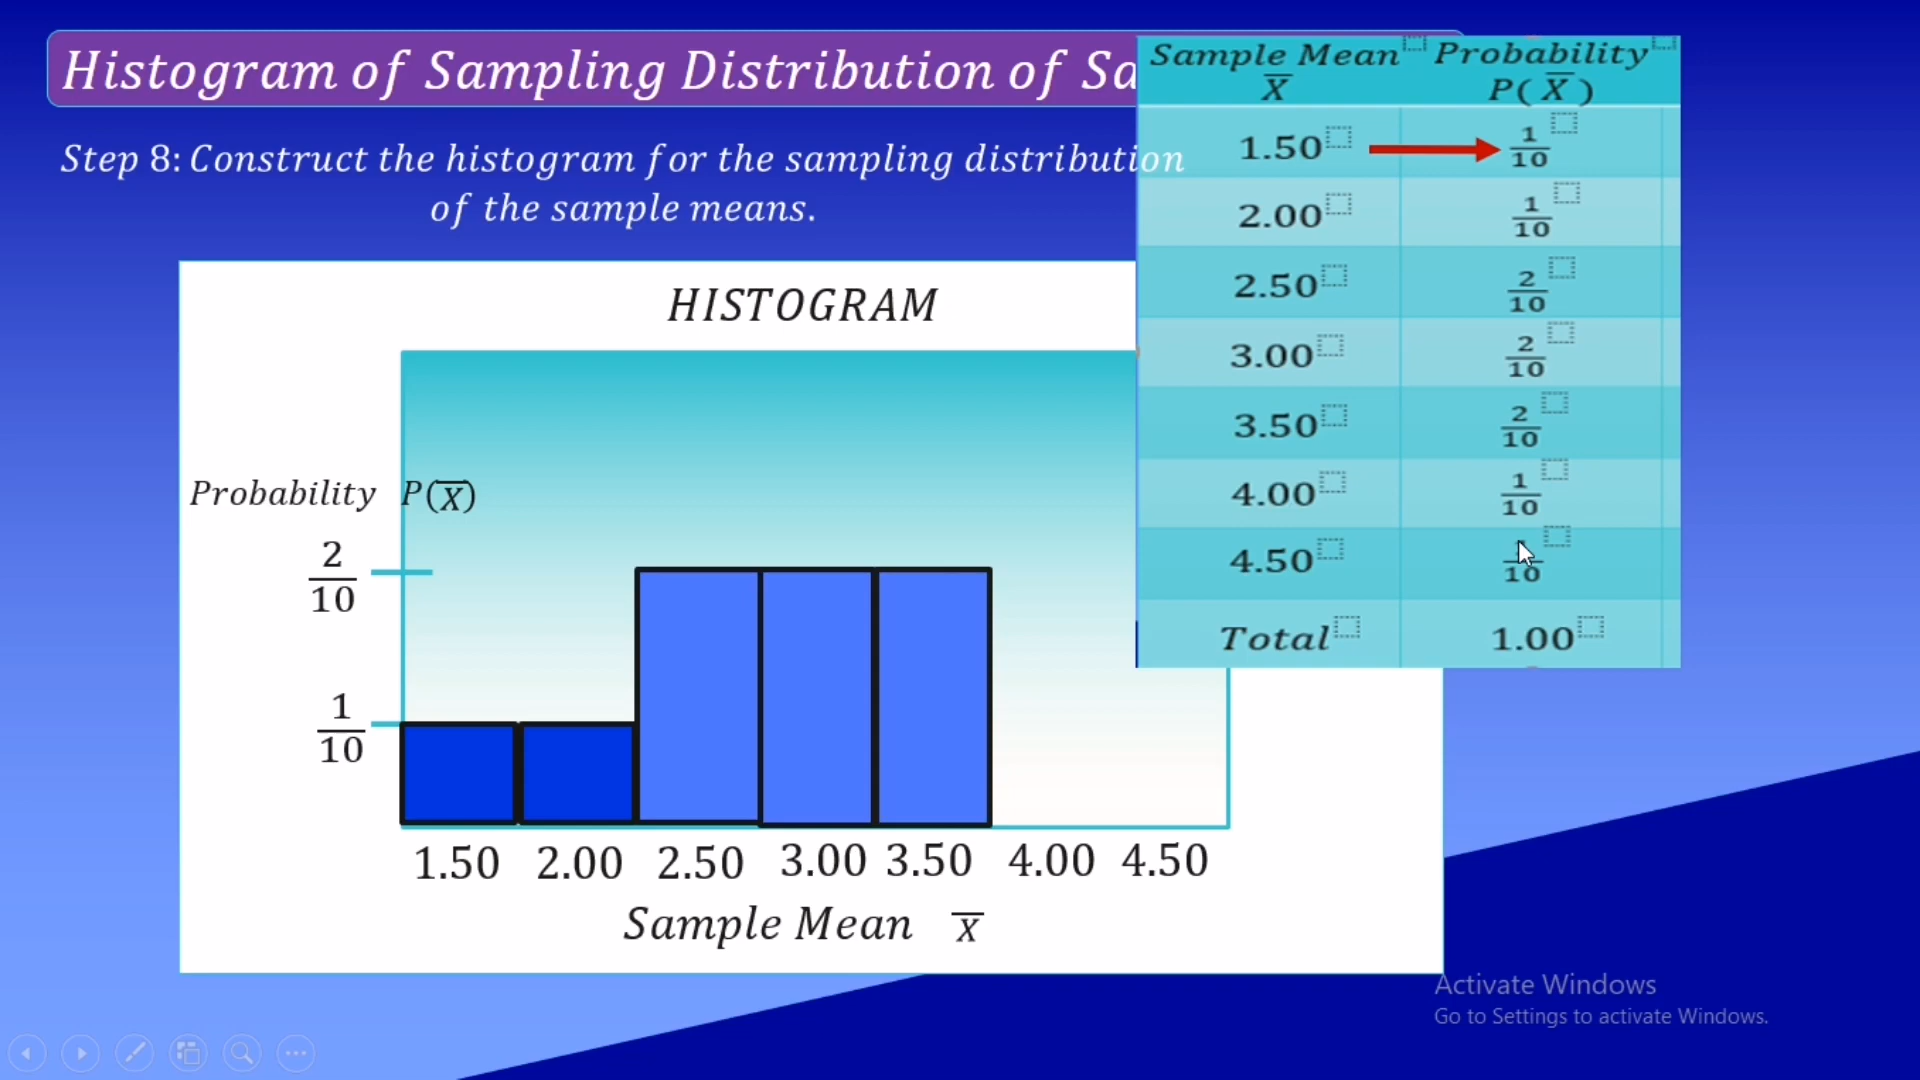 Histogram of Sampling Distribution of Sa
Step 8: Construct the histogram for the sampling distribution
of the sample means.
Sample Mean X̅ Probability P( X̅ )
1.50 1/10
2.00 1/10
2.50 2/10
3.00 2/10
3.50 2/10
4.00 1/10
4.50 /10
Total 1.00
HISTOGRAM
Probability P(X̅)
2/10
1/10
1.50 2.00 2.50 3.00 3.50 4.00 4.50
Sample Mean X̅
Activate Windows
Go to Settings to activate Windows.